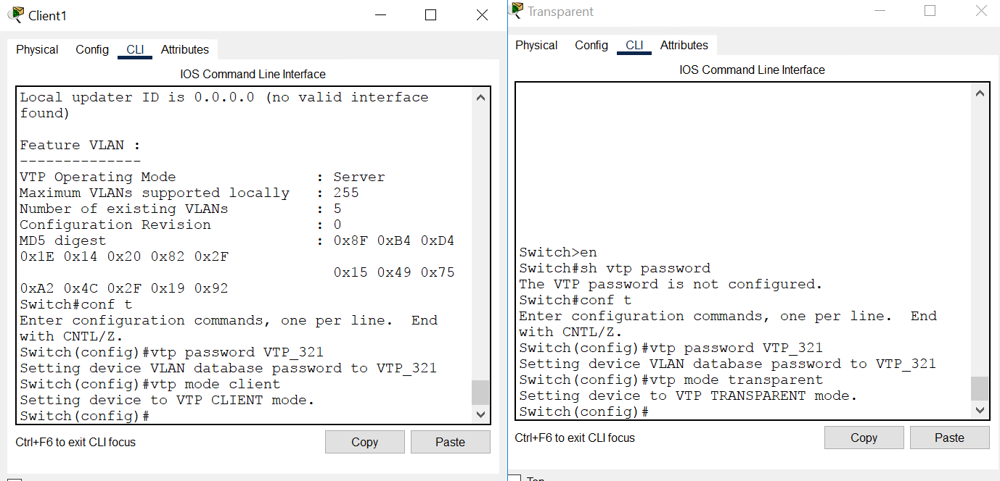 Client1
Physical Config CLI Attributes
IOS Command Line Interface
Local updater ID is 0.0.0.0 (no valid interface
found)
Feature VLAN :
--------------
VTP Operating Mode : Server
Maximum VLANs supported locally : 255
Number of existing VLANs : 5
Configuration Revision : 0
MD5 digest : 0x8F 0xB4 0xD4
0x1E 0x14 0x20 0x82 0x2F
0x15 0x49 0x75
0xA2 0x4C 0x2F 0x19 0x92
Switch#conf t
Enter configuration commands, one per line. End
with CNTL/Z.
Switch(config)#vtp password VTP_321
Setting device VLAN database password to VTP_321
Switch(config)#vtp mode client
Setting device to VTP CLIENT mode.
Switch(config)#
Ctrl+F6 to exit CLI focus
Copy
Paste
Transparent
Physical Config CLI Attributes
IOS Command Line Interface
Switch>en
Switch#sh vtp password
The VTP password is not configured.
Switch#conf t
Enter configuration commands, one per line. End
with CNTL/Z.
Switch(config)#vtp password VTP_321
Setting device VLAN database password to VTP_321
Switch(config)#vtp mode transparent
Setting device to VTP TRANSPARENT mode.
Switch(config)#
Ctrl+F6 to exit CLI focus
Copy
Paste